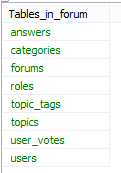 Tables_in_forum
answers
categories
forums
roles
topic_tags
topics
user_votes
users